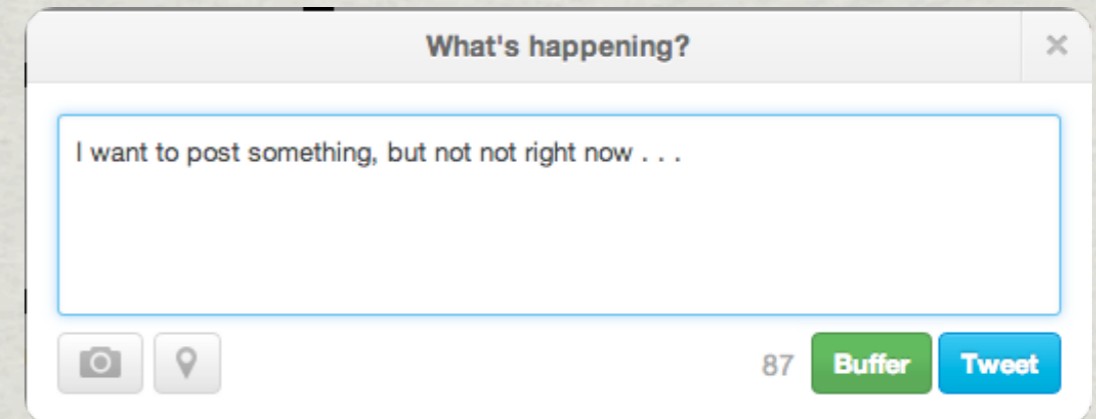 What's happening?
I want to post something, but not not right now . . .
87 Buffer Tweet